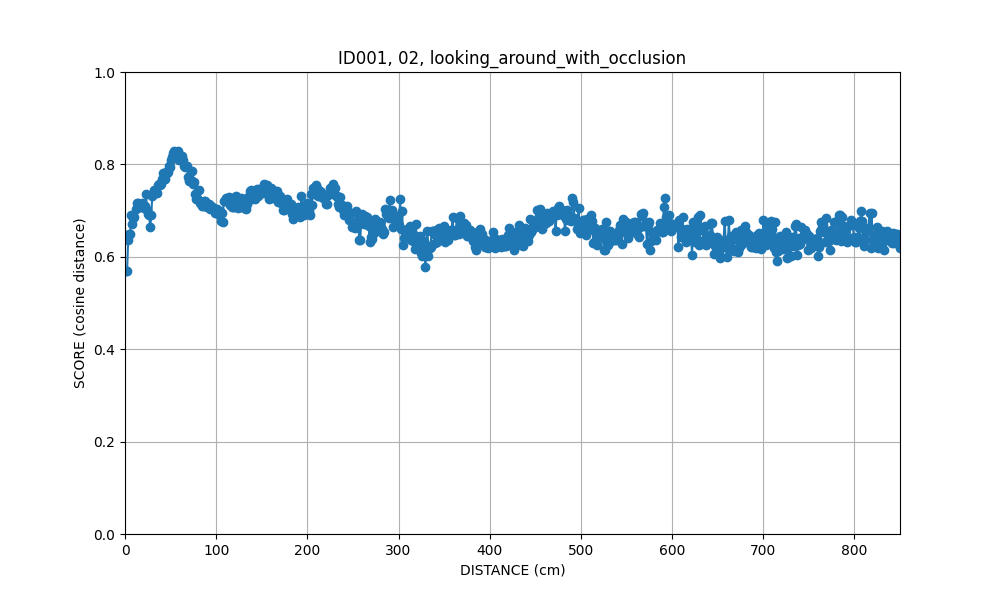 ID001, 02, looking_around_with_occlusion
1.0
0.8
0.6
0.4
0.2
0.0
SCORE (cosine distance)
0 100 200 300 400 500 600 700 800
DISTANCE (cm)